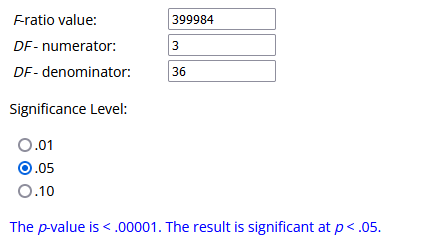 F-ratio value: 399984
DF - numerator: 3
DF - denominator: 36
Significance Level:
.01
.05
.10
The p-value is < .00001. The result is significant at p < .05.